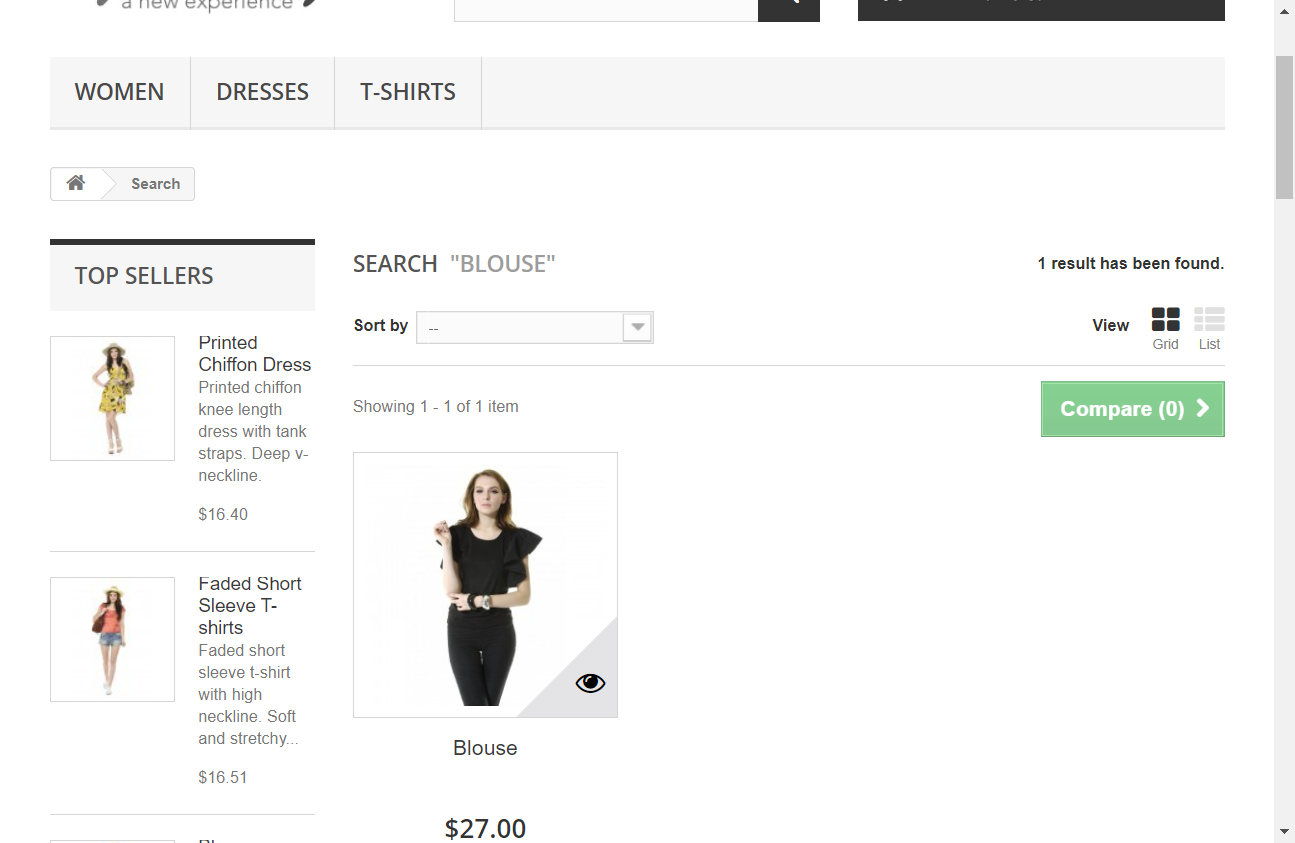 a new experience
WOMEN
DRESSES
T-SHIRTS
Search
TOP SELLERS
Printed
Chiffon Dress
Printed chiffon
knee length
dress with tank
straps. Deep v-
neckline.
$16.40
Faded Short
Sleeve T-
shirts
Faded short
sleeve t-shirt
with high
neckline. Soft
and stretchy...
$16.51
SEARCH "BLOUSE"
1 result has been found.
Sort by
--
View
Grid
List
Showing 1 - 1 of 1 item
Compare (0)
Blouse
$27.00